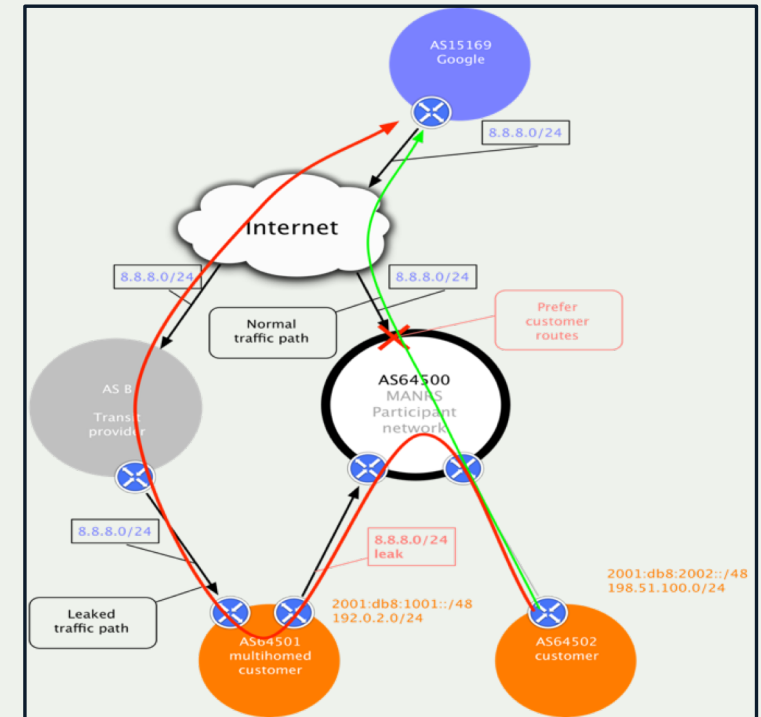 AS15169
Google
8.8.8.0/24
Internet
8.8.8.0/24
8.8.8.0/24
Normal
traffic path
Prefer
customer
routes
AS B
Transit
provider
AS64500
MANRS
Participant
network
8.8.8.0/24
8.8.8.0/24
leak
Leaked
traffic path
2001:db8:1001::/48
192.0.2.0/24
2001:db8:2002::/48
198.51.100.0/24
AS64501
multihomed
customer
AS64502
customer